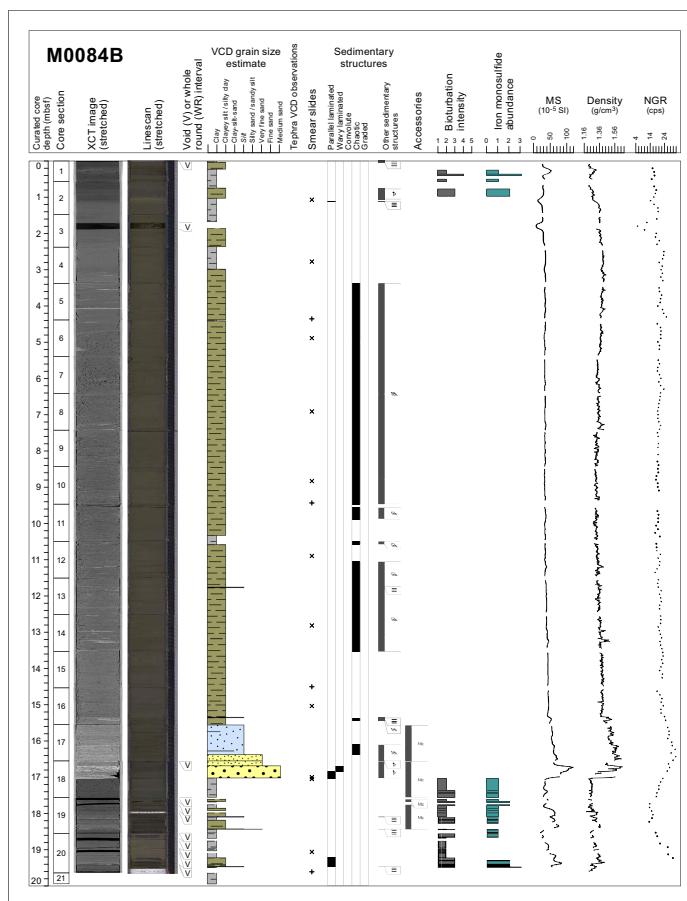 M0084B
VCD grain size
estimate
Sedimentary
structures
Curated core
depth (mbsf)
Core section
XCT image
(stretched)
Linescan
(stretched)
Void (V) or whole
round (WR) interval
Clay
Clayey silt / silty clay
Clay-silt-sand
Silt
Silty sand / sandy silt
Very fine sand
Fine sand
Medium sand
Tephra VCD observations
Smear slides
Parallel laminated
Wavy laminated
Convolute
Chaotic
Graded
Other sedimentary
structures
Accessories
Bioturbation
intensity
Iron monosulfide
abundance
MS
(10-5 SI)
Density
(g/cm3)
NGR
(cps)
1 2 3 4 5
0 1 2 3
0 50 100
1.16 1.36 1.56
4 14 24
0
1
2
3
4
5
6
7
8
9
10
11
12
13
14
15
16
17
18
19
20
1
2
3
4
5
6
7
8
9
10
11
12
13
14
15
16
17
18
19
20
21
V
V
V
V
V
V
V
V
V
V
V
V